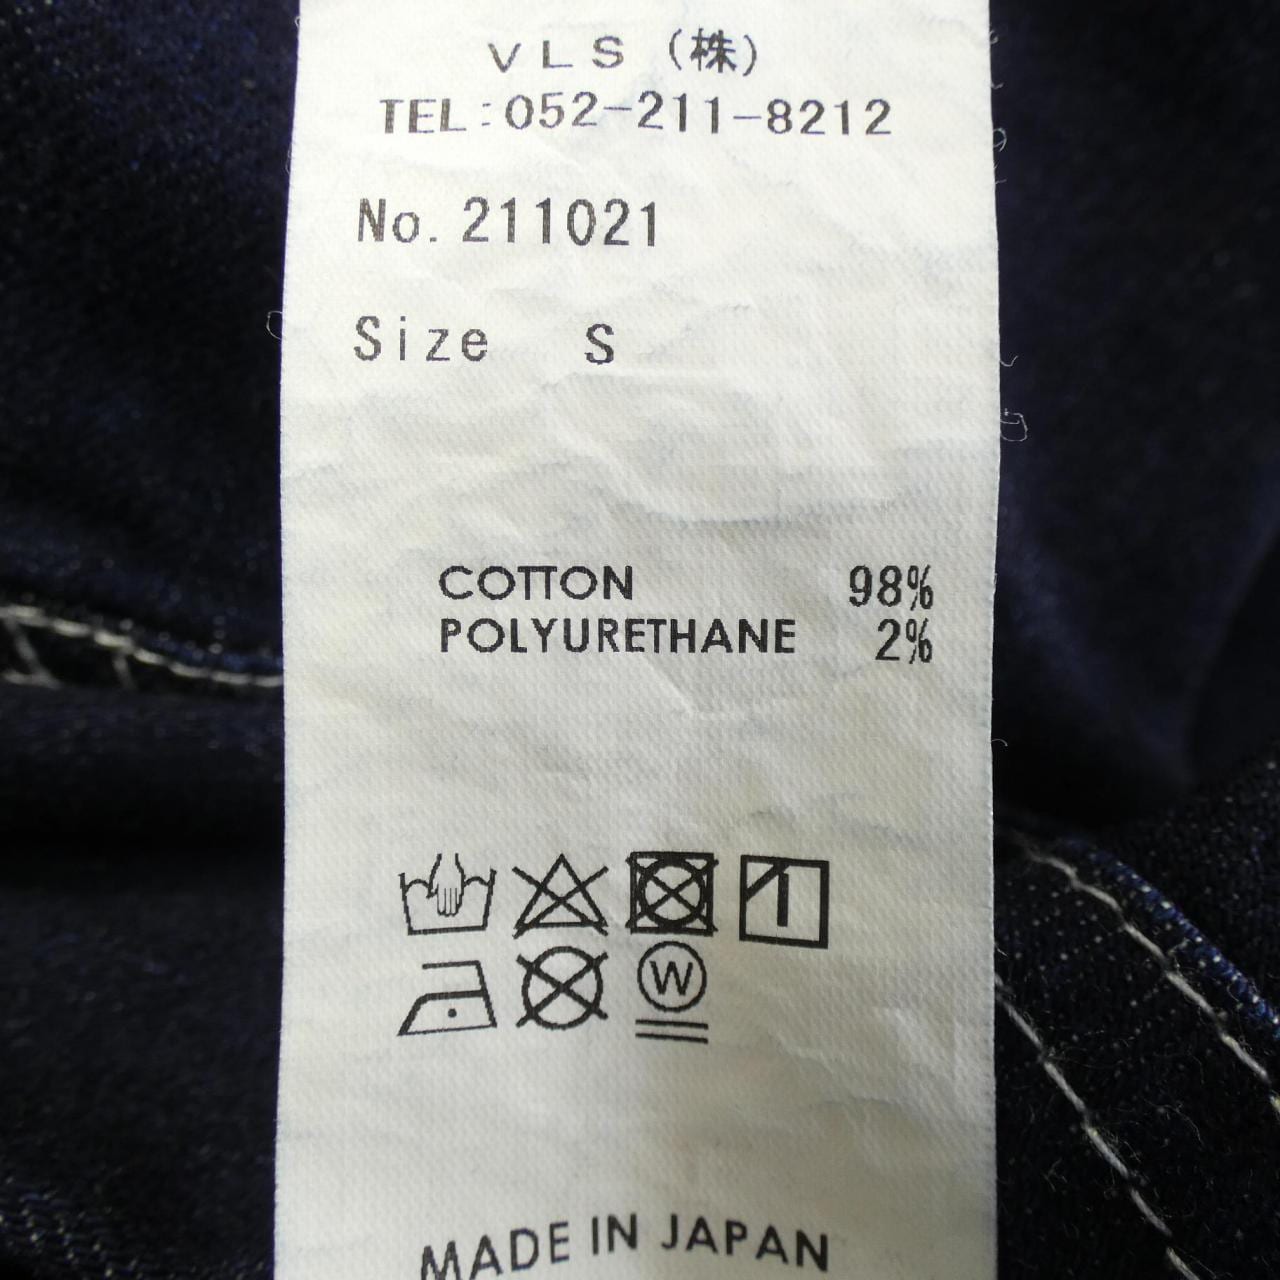 VLS (株)
TEL:052-211-8212
No.211021
Size S
COTTON 98%
POLYURETHANE 2%
W
MADE IN JAPAN